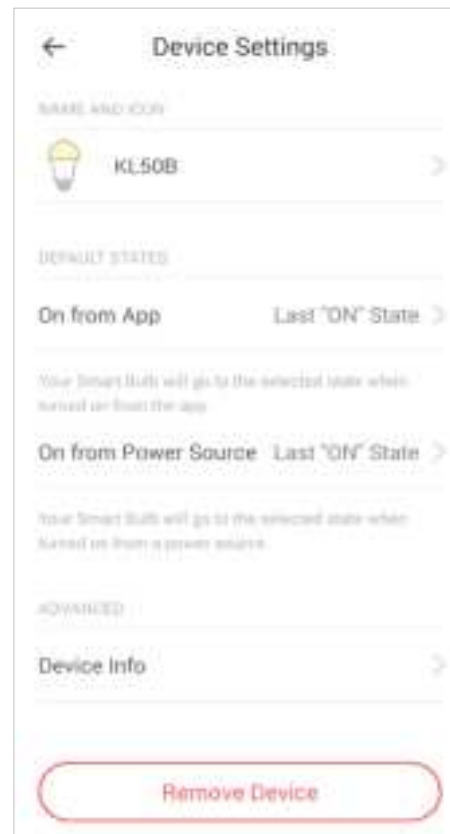 Device Settings
NAME AND ICON
KL50B
DEFAULT STATES
On from App Last "ON" State
Your Smart Bulb will go to the selected state when
turned on from the app.
On from Power Source Last "ON" State
Your Smart Bulb will go to the selected state when
turned on from a power source.
ADVANCED
Device Info
Remove Device